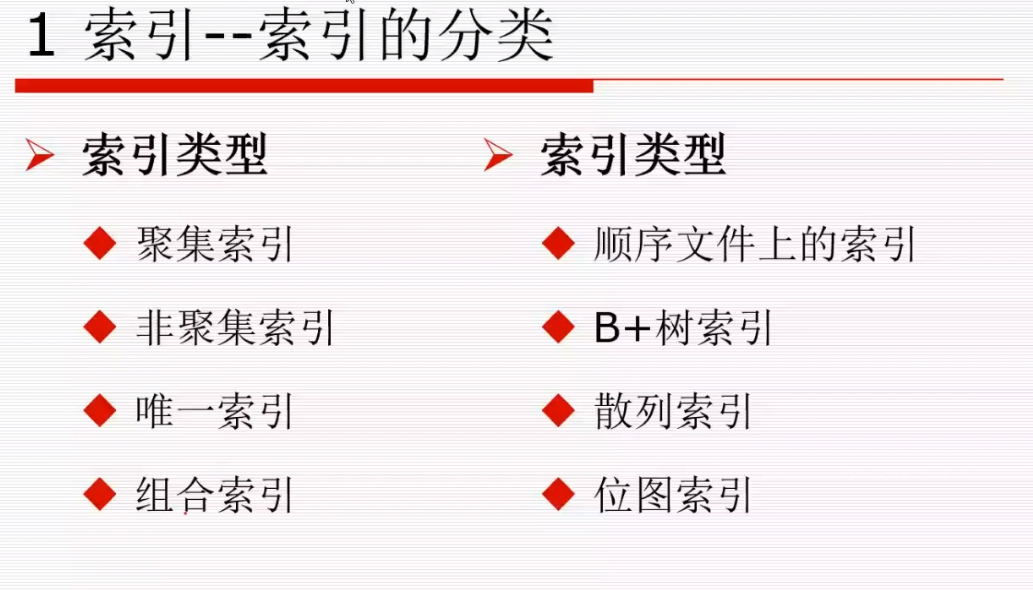 1 索引--索引的分类
索引类型
聚集索引
非聚集索引
唯一索引
组合索引
索引类型
顺序文件上的索引
B+树索引
散列索引
位图索引